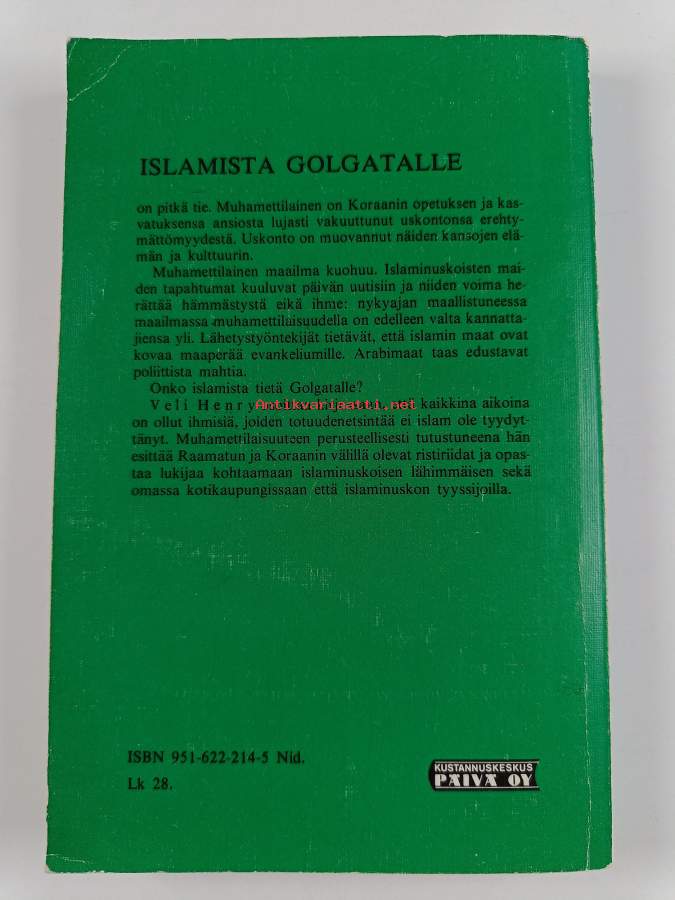 ISLAMISTA GOLGATALLE
on pitkä tie. Muhamettilainen on Koraanin opetuksen ja kas-
vatuksensa ansiosta lujasti vakuuttunut uskontonsa erehty-
mättömyydestä. Uskonto on muovannut näiden kansojen elä-
män ja kulttuurin.
Muhamettilainen maailma kuohuu. Islaminuskoisten mai-
den tapahtumat kuuluvat päivän uutisiin ja niiden voima he-
rättää hämmästystä eikä ihme: nykyajan maallistuneessa
maailmassa muhamettilaisuudella on edelleen valta kannatta-
jiensa yli. Lähetystyöntekijät tietävät, että islamin maat ovat
kovaa maaperää evankeliumille. Arabimaat taas edustavat
poliittista mahtia.
Onko islamista tietä Golgatalle?
Veli Henry kaikkina aikoina
Antikvariaatti.net
on ollut ihmisiä, joiden totuudenetsintää ei islam ole tyydyt-
tänyt. Muhamettilaisuuteen perusteellisesti tutustuneena hän
esittää Raamatun ja Koraanin välillä olevat ristiriidat ja opas-
taa lukijaa kohtaamaan islaminuskoisen lähimmäisen sekä
omassa kotikaupungissaan että islaminuskon tyyssijoilla.
ISBN 951-622-214-5 Nid.
Lk 28.
KUSTANNUSKESKUS
PÄIVÄ OY